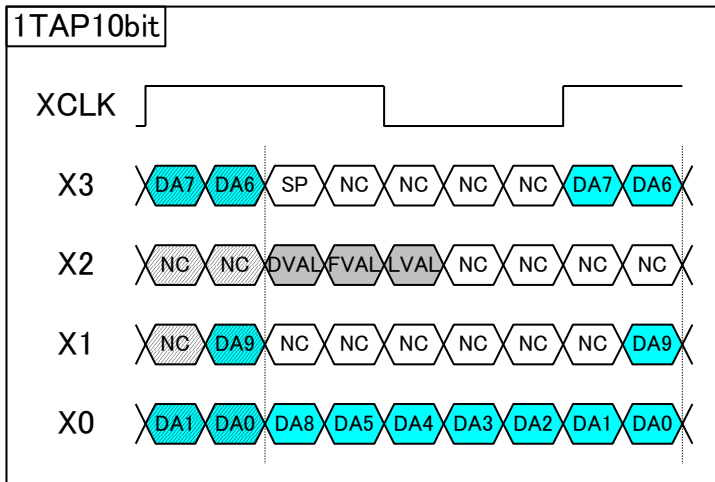 1TAP10bit
XCLK
X3 DA7 DA6 SP NC NC NC NC DA7 DA6
X2 NC NC DVAL FVAL LVAL NC NC NC NC
X1 NC DA9 NC NC NC NC NC NC DA9
X0 DA1 DA0 DA8 DA5 DA4 DA3 DA2 DA1 DA0